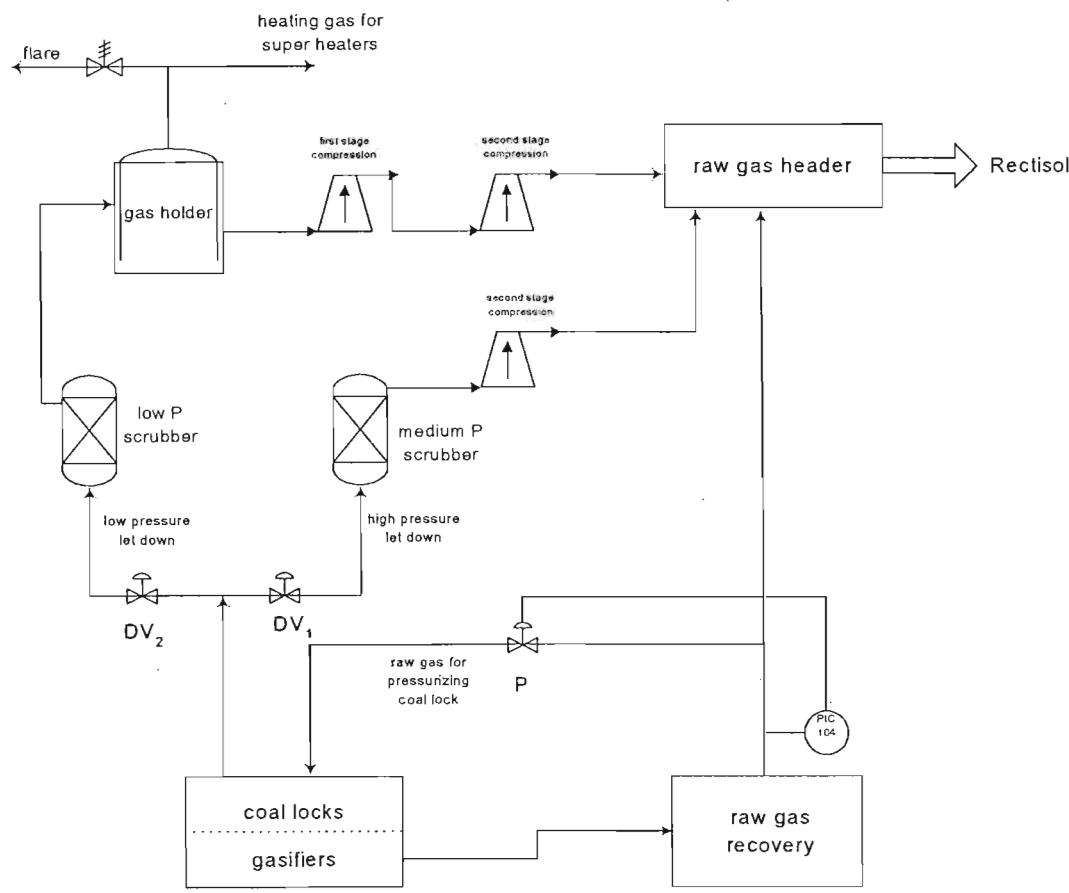 heating gas for
super heaters
flare
first stage
compression
second stage
compression
raw gas header
Rectisol
gas holder
second stage
compression
low P
scrubber
medium P
scrubber
low pressure
let down
high pressure
let down
DV2
DV1
raw gas for
pressurizing
coal lock
P
PIC
104
coal locks
gasifiers
raw gas
recovery